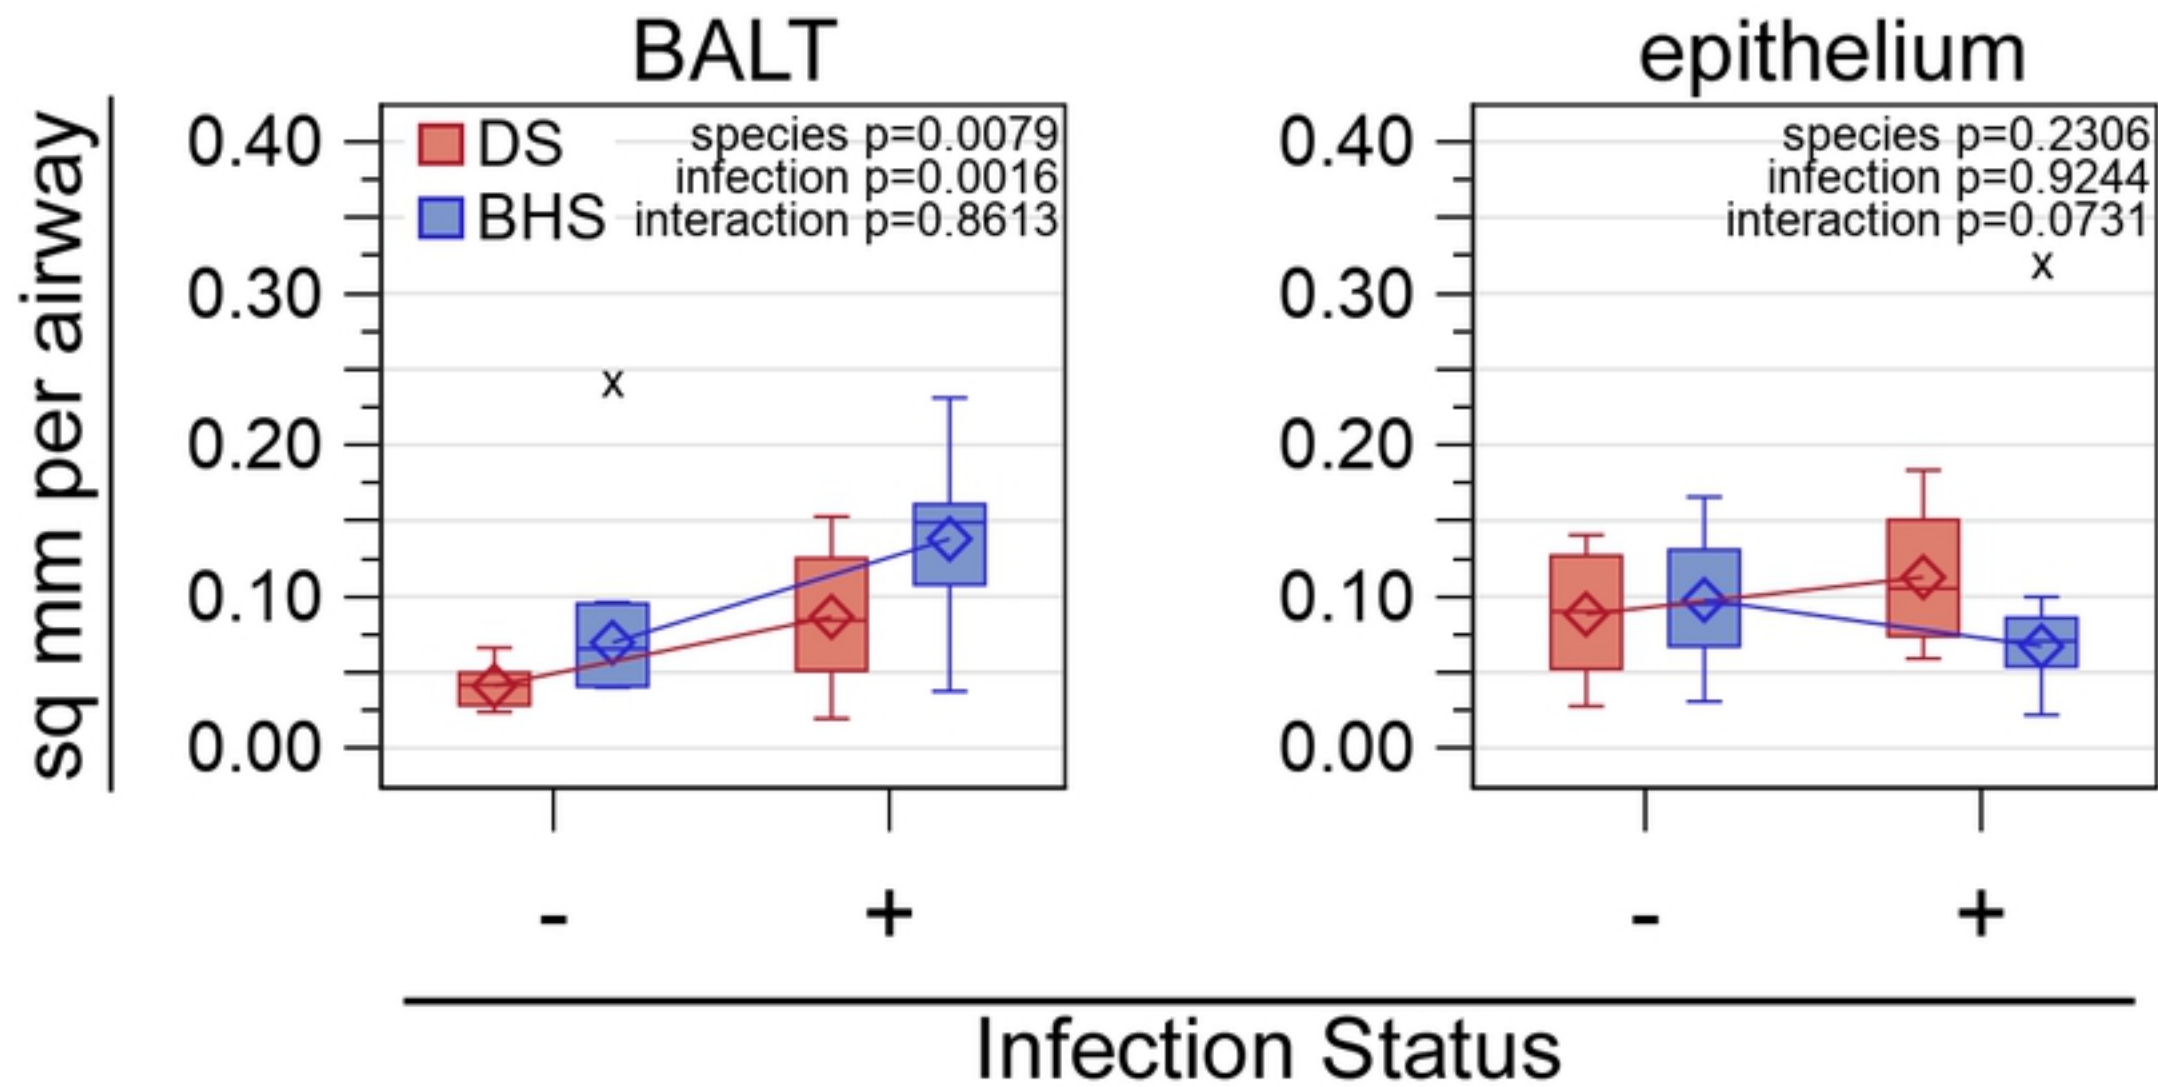 BALT
epithelium
sq mm per airway
0.40
0.30
0.20
0.10
0.00
DS
BHS
species p=0.0079
infection p=0.0016
interaction p=0.8613
x
- +
0.40
0.30
0.20
0.10
0.00
species p=0.2306
infection p=0.9244
interaction p=0.0731
x
- +
Infection Status